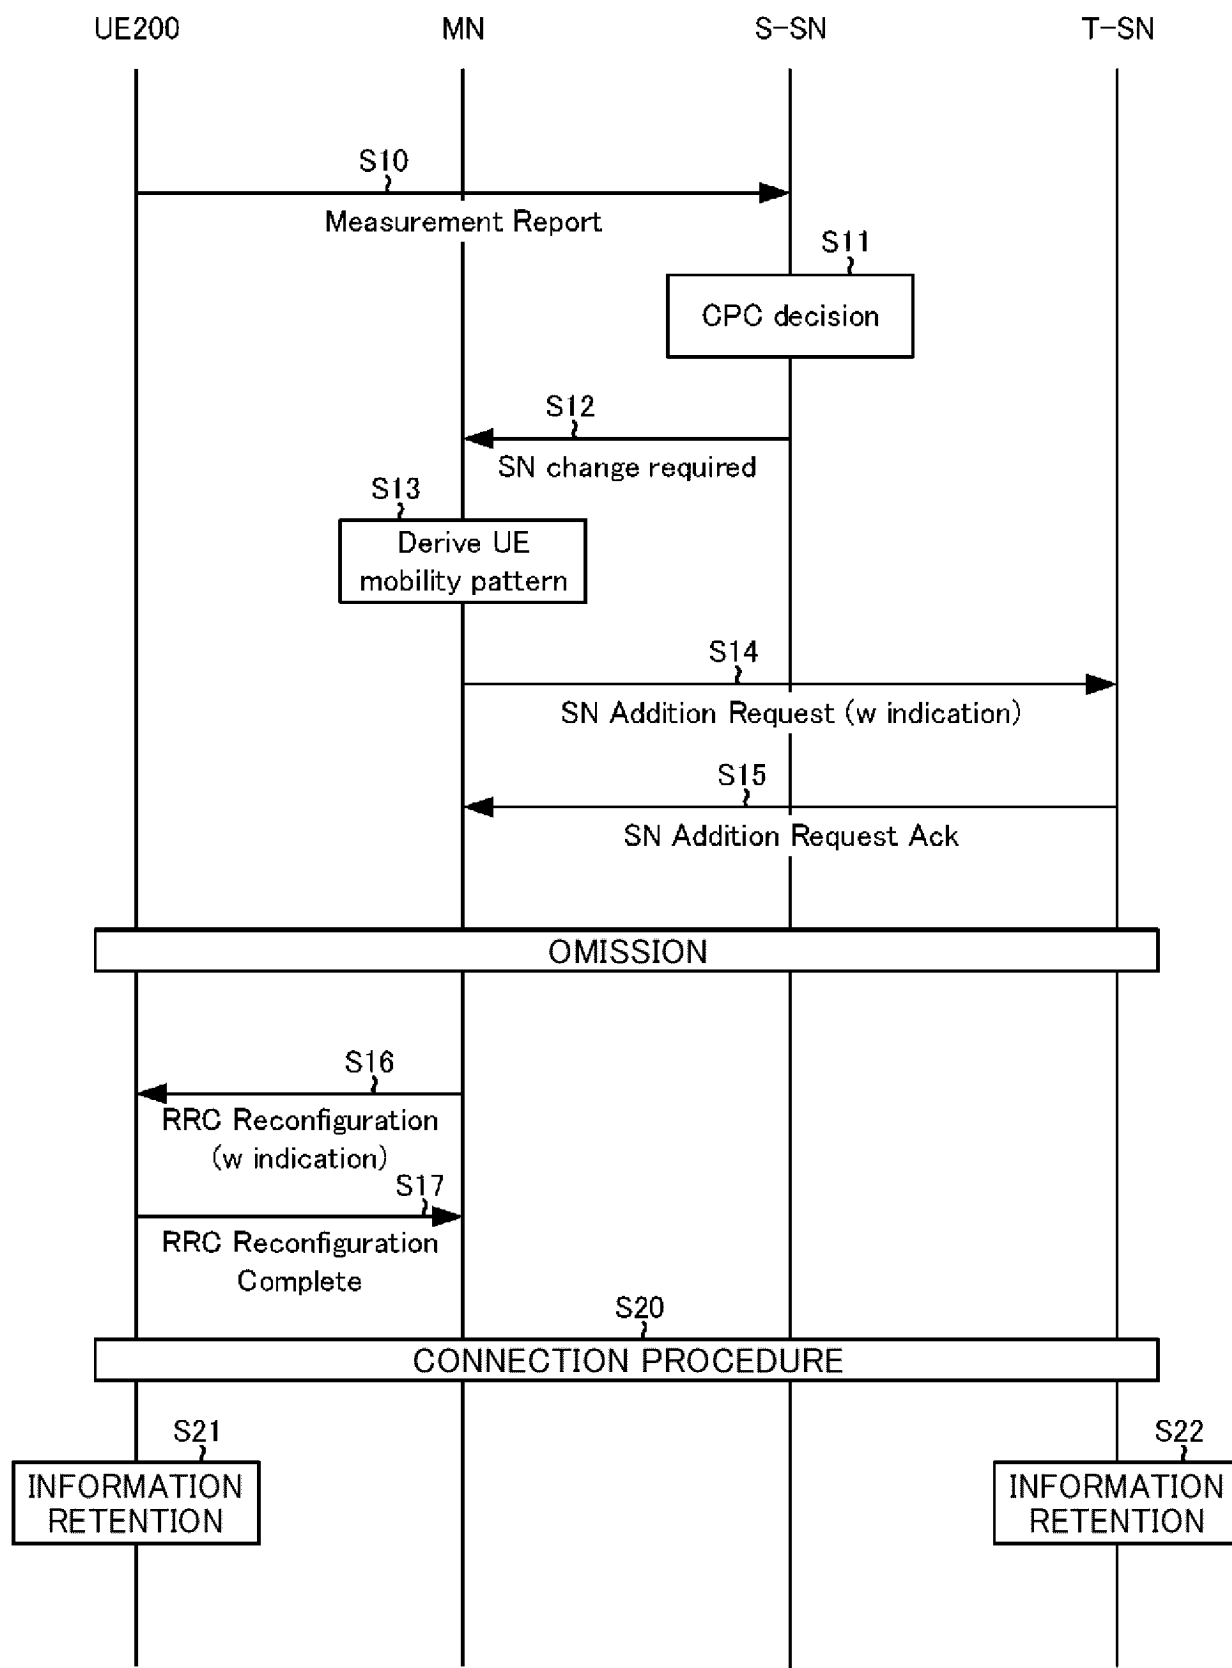 UE200
MN
S-SN
T-SN
S10
Measurement Report
S11
CPC decision
S12
SN change required
S13
Derive UE
mobility pattern
S14
SN Addition Request (w indication)
S15
SN Addition Request Ack
OMISSION
S16
RRC Reconfiguration
(w indication)
S17
RRC Reconfiguration
Complete
S20
CONNECTION PROCEDURE
S21
INFORMATION
RETENTION
S22
INFORMATION
RETENTION